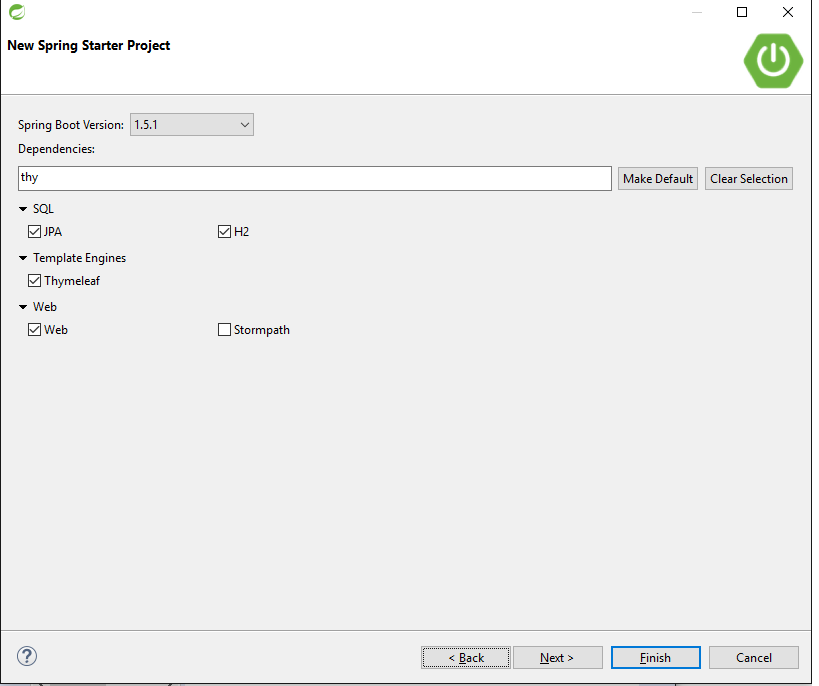 New Spring Starter Project
Spring Boot Version: 1.5.1
Dependencies:
thy Make Default Clear Selection
SQL
JPA H2
Template Engines
Thymeleaf
Web
Web Stormpath
? < Back Next > Finish Cancel